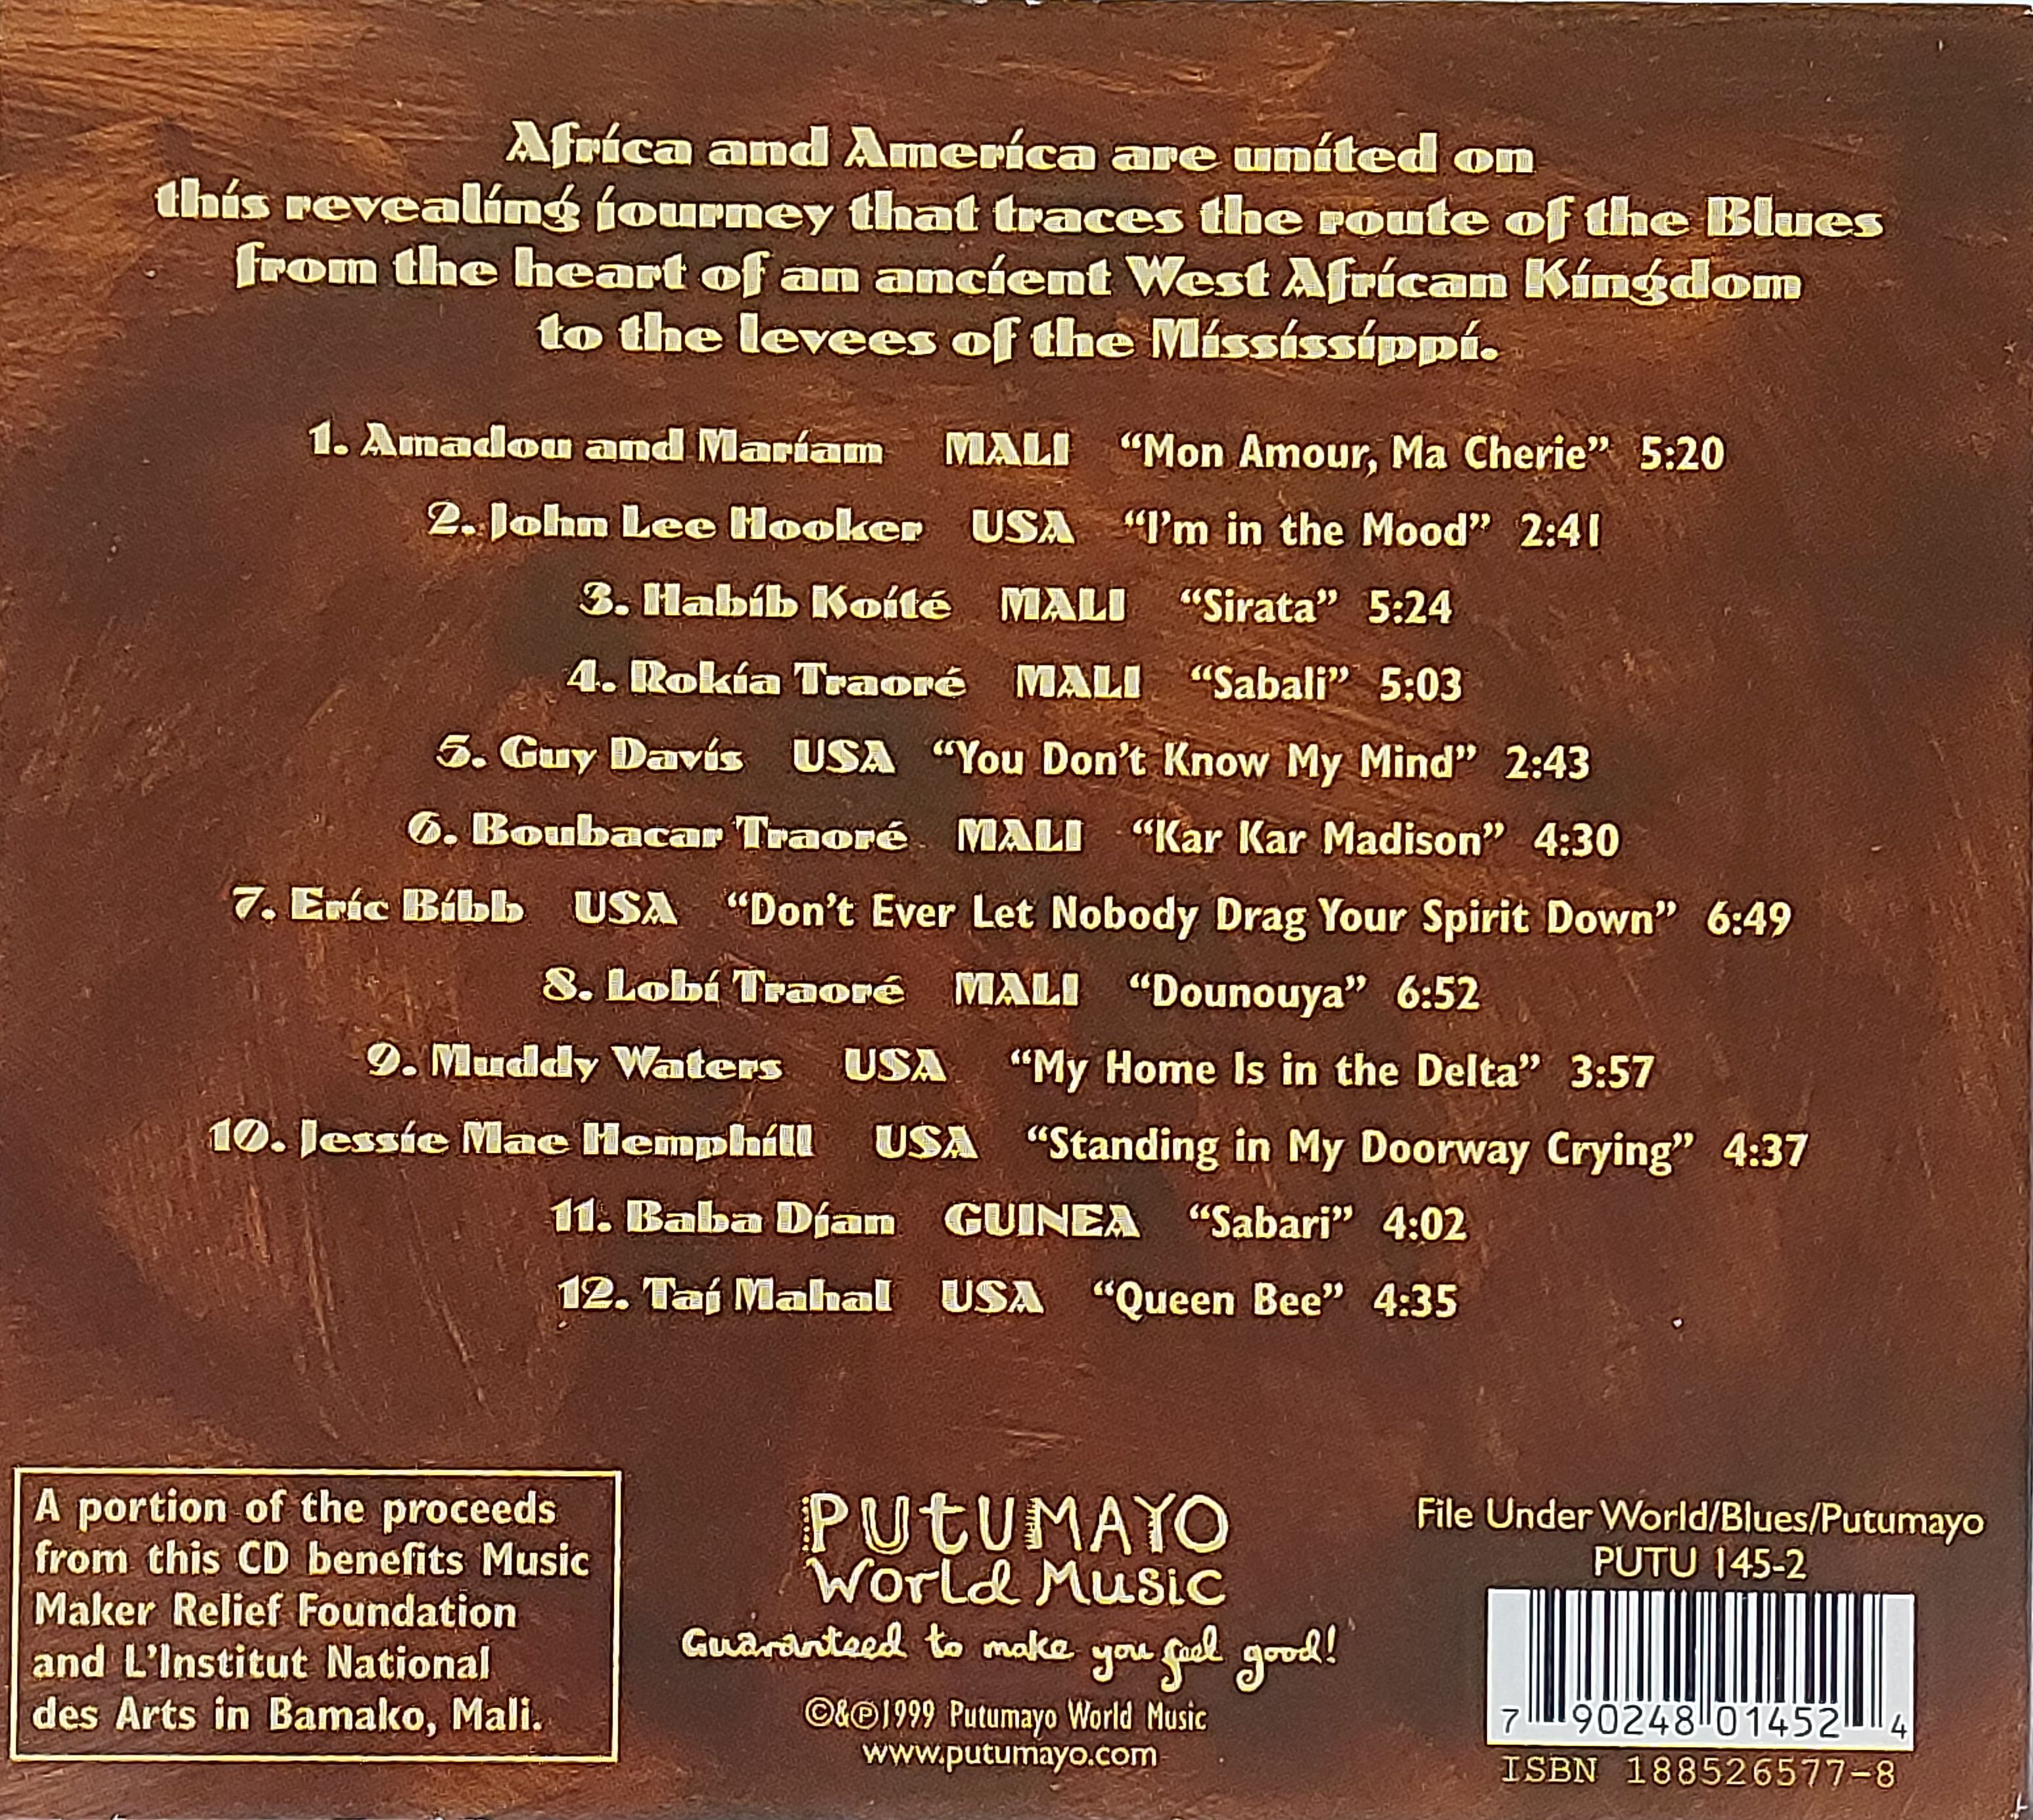 Africa and America are united on
this revealing journey that traces the route of the Blues
from the heart of an ancient West African Kingdom
to the levees of the Mississippi.
1. Amadou and Mariam MALI “Mon Amour, Ma Cherie” 5:20
2. John Lee Hooker USA “I’m in the Mood” 2:41
3. Habib Koité MALI “Sirata” 5:24
4. Rokia Traoré MALI “Sabali” 5:03
5. Guy Davis USA “You Don’t Know My Mind” 2:43
6. Boubacar Traoré MALI “Kar Kar Madison” 4:30
7. Eric Bibb USA “Don’t Ever Let Nobody Drag Your Spirit Down” 6:49
8. Lobi Traoré MALI “Dounouya” 6:52
9. Muddy Waters USA “My Home Is in the Delta” 3:57
10. Jessie Mae Hemphill USA “Standing in My Doorway Crying” 4:37
11. Baba Djan GUINEA “Sabari” 4:02
12. Taj Mahal USA “Queen Bee” 4:35
A portion of the proceeds
from this CD benefits Music
Maker Relief Foundation
and L’Institut National
des Arts in Bamako, Mali.
PUTUMAYO
World Music
Guaranteed to make you feel good!
©&℗1999 Putumayo World Music
www.putumayo.com
File Under World/Blues/Putumayo
PUTU 145-2
7 90248 01452 4
ISBN 188526577-8